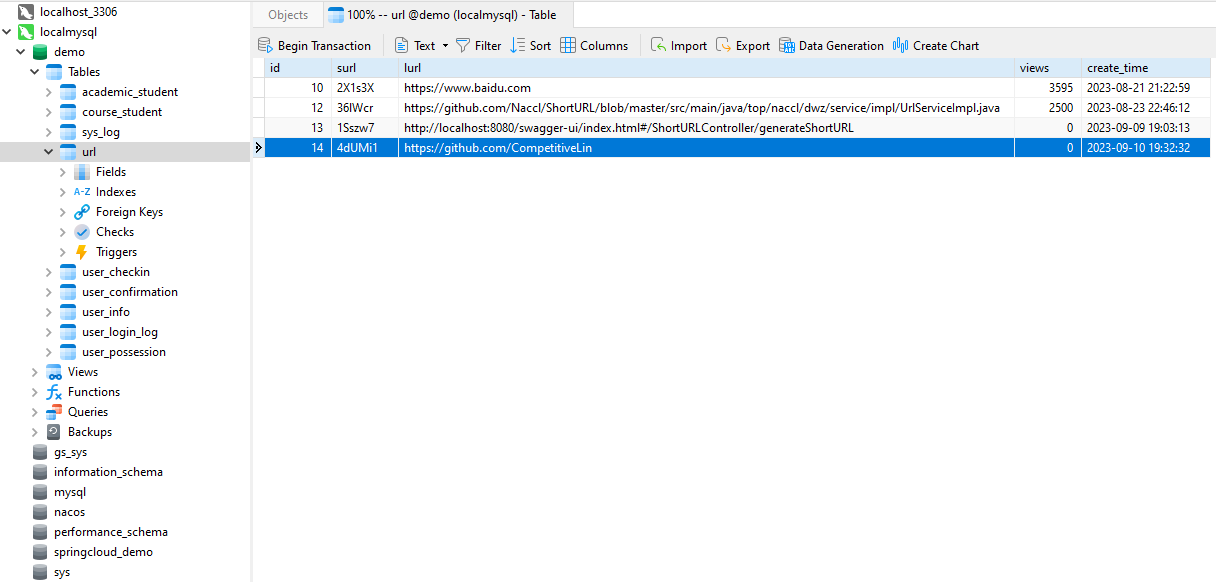 localhost_3306
localmysql
demo
Tables
academic_student
course_student
sys_log
url
Fields
A-Z Indexes
Foreign Keys
Checks
Triggers
user_checkin
user_confirmation
user_info
user_login_log
user_possession
Views
fx Functions
Queries
Backups
gs_sys
information_schema
mysql
nacos
performance_schema
springcloud_demo
sys
Objects 100% -- url @demo (localmysql) - Table
Begin Transaction Text Filter Sort Columns Import Export Data Generation Create Chart
id surl lurl views create_time
10 2X1s3X https://www.baidu.com 3595 2023-08-21 21:22:59
12 36lWcr https://github.com/Naccl/ShortURL/blob/master/src/main/java/top/naccl/dwz/service/impl/UrlServiceImpl.java 2500 2023-08-23 22:46:12
13 1Sszw7 http://localhost:8080/swagger-ui/index.html#/ShortURLController/generateShortURL 0 2023-09-09 19:03:13
14 4dUMi1 https://github.com/CompetitiveLin 0 2023-09-10 19:32:32